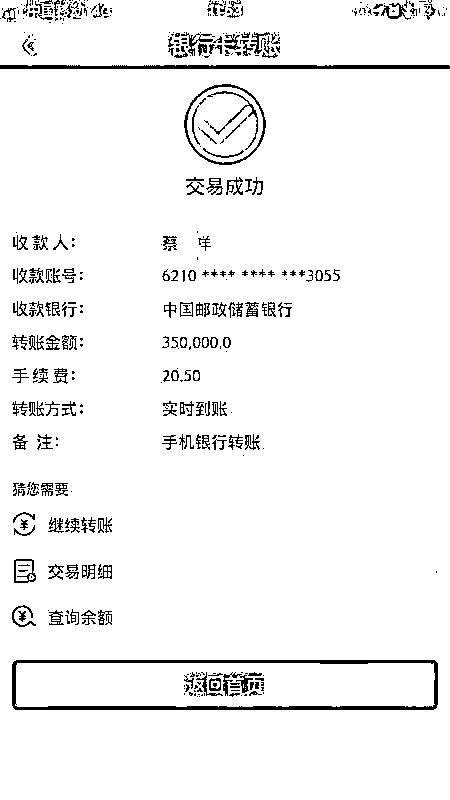 中国移动 4G
银行卡转账
交易成功
收款人： 蔡 祥
收款账号： 6210 **** **** ***3055
收款银行： 中国邮政储蓄银行
转账金额： 350,000.0
手续费： 20.50
转账方式： 实时到账
备 注： 手机银行转账
猜您需要
继续转账
交易明细
查询余额
返回首页